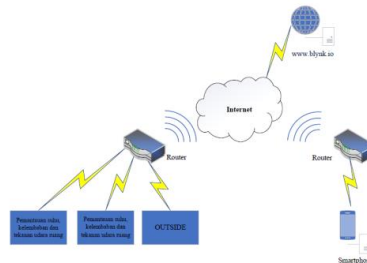 www.blynk.io
Internet
Router
Router
Pemantauan suhu,
kelembaban dan
tekanan udara ruang
Pemantauan suhu,
kelembaban dan
tekanan udara ruang
OUTSIDE
Smartphon